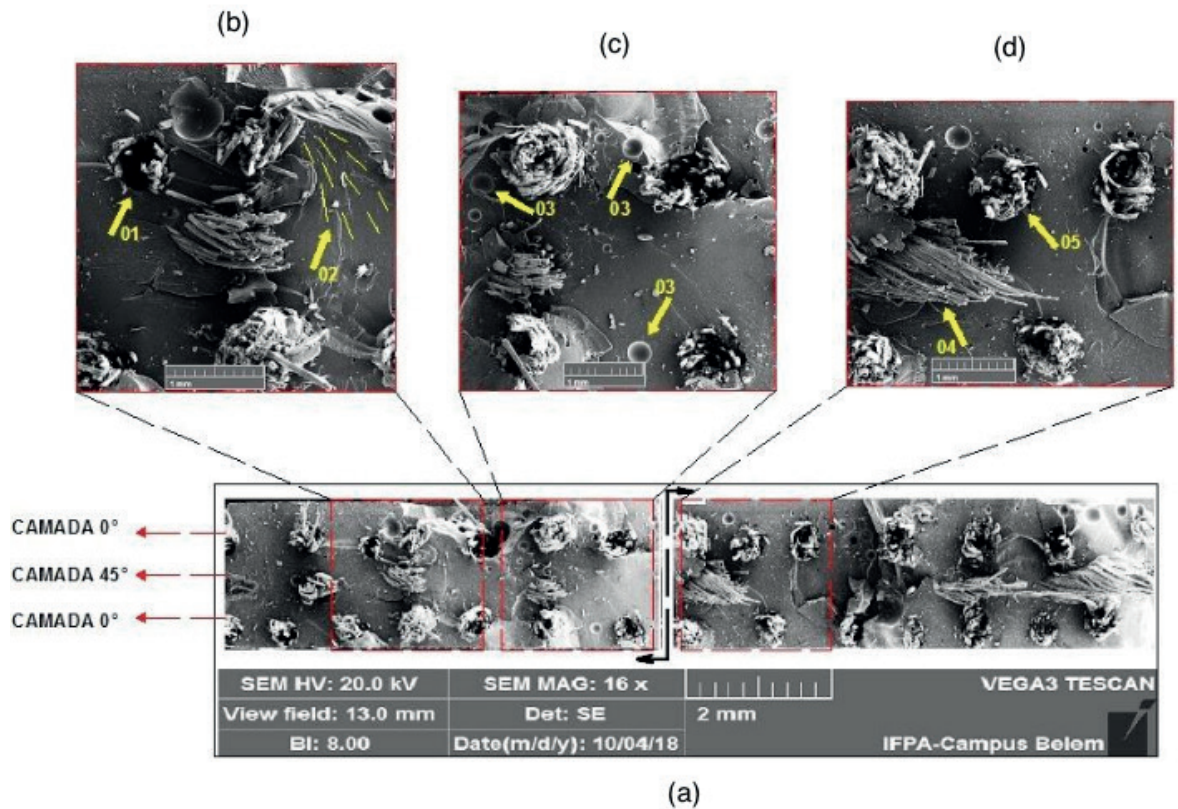 (b)
(c)
(d)
01
02
1 mm
03
03
03
1 mm
05
04
1 mm
CAMADA 0°
CAMADA 45°
CAMADA 0°
SEM HV: 20.0 kV
SEM MAG: 16 x
VEGA3 TESCAN
View field: 13.0 mm
Det: SE
2 mm
BI: 8.00
Date(m/d/y): 10/04/18
IFPA-Campus Belem
(a)